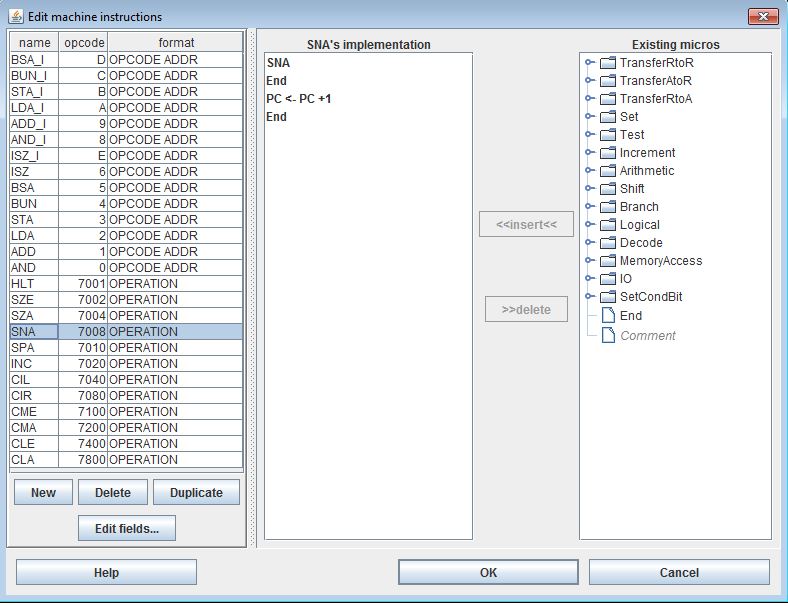 Edit machine instructions
name opcode format
BSA_I D OPCODE ADDR
BUN_I C OPCODE ADDR
STA_I B OPCODE ADDR
LDA_I A OPCODE ADDR
ADD_I 9 OPCODE ADDR
AND_I 8 OPCODE ADDR
ISZ_I E OPCODE ADDR
ISZ 6 OPCODE ADDR
BSA 5 OPCODE ADDR
BUN 4 OPCODE ADDR
STA 3 OPCODE ADDR
LDA 2 OPCODE ADDR
ADD 1 OPCODE ADDR
AND 0 OPCODE ADDR
HLT 7001 OPERATION
SZE 7002 OPERATION
SZA 7004 OPERATION
SNA 7008 OPERATION
SPA 7010 OPERATION
INC 7020 OPERATION
CIL 7040 OPERATION
CIR 7080 OPERATION
CME 7100 OPERATION
CMA 7200 OPERATION
CLE 7400 OPERATION
CLA 7800 OPERATION
New Delete Duplicate
Edit fields...
SNA's implementation
SNA
End
PC <- PC +1
End
<<insert<<
>>delete
Existing micros
TransferRtoR
TransferAtoR
TransferRtoA
Set
Test
Increment
Arithmetic
Shift
Branch
Logical
Decode
MemoryAccess
IO
SetCondBit
End
Comment
Help OK Cancel